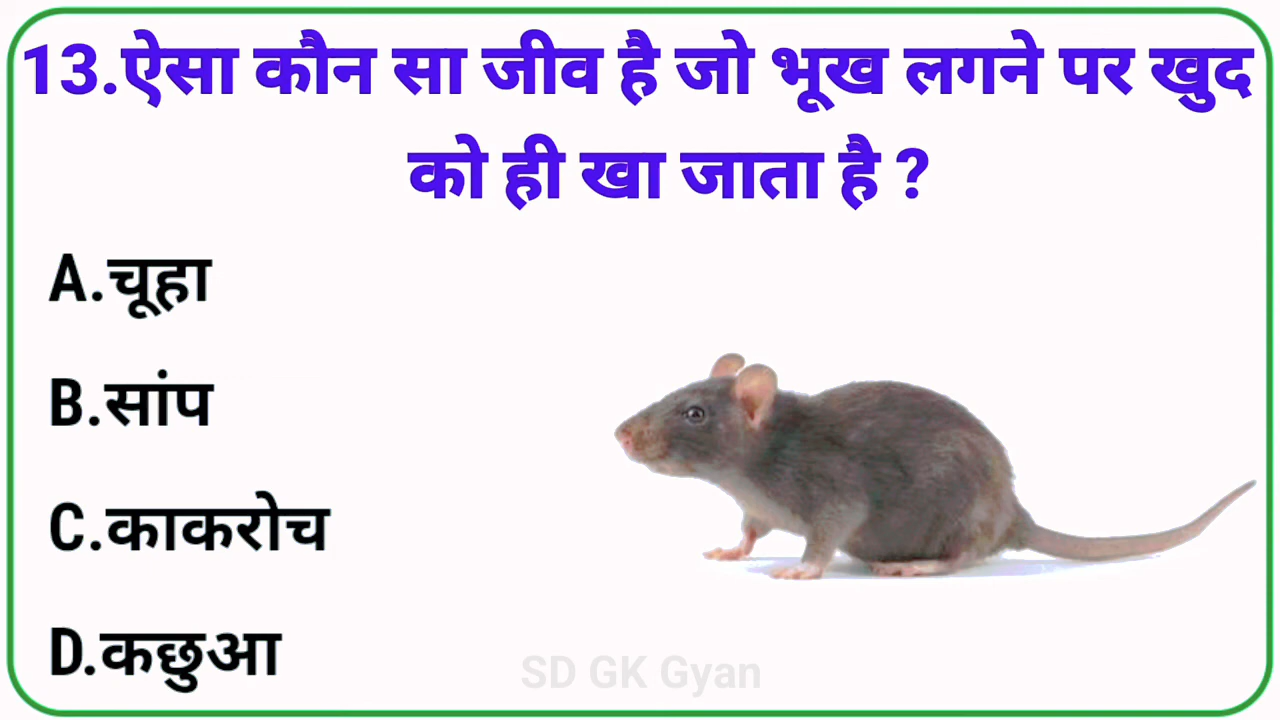 13.ऐसा कौन सा जीव है जो भूख लगने पर खुद
को ही खा जाता है ?
A.चूहा
B.सांप
C.काकरोच
D.कछुआ
SD GK Gyan